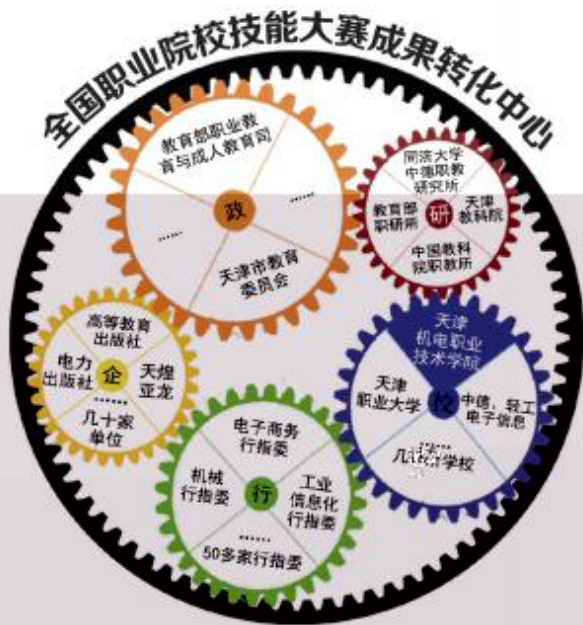 全国职业院校技能大赛成果转化中心
教育部职业教
育与成人教育司
……
政
……
天津市教育
委员会
同济大学
中德职教
研究所
教育部
职研所
研
天津
教科院
中国教科
院职教所
高等教育
出版社
电力
出版社
企
天煌
亚龙
……
几十家
单位
天津
机电职业
技术学院
天津
职业大学
校
中德、轻工
电子信息
……
学校
电子商务
行指委
机械
行指委
行
工业
信息化
行指委
……
50多家行指委